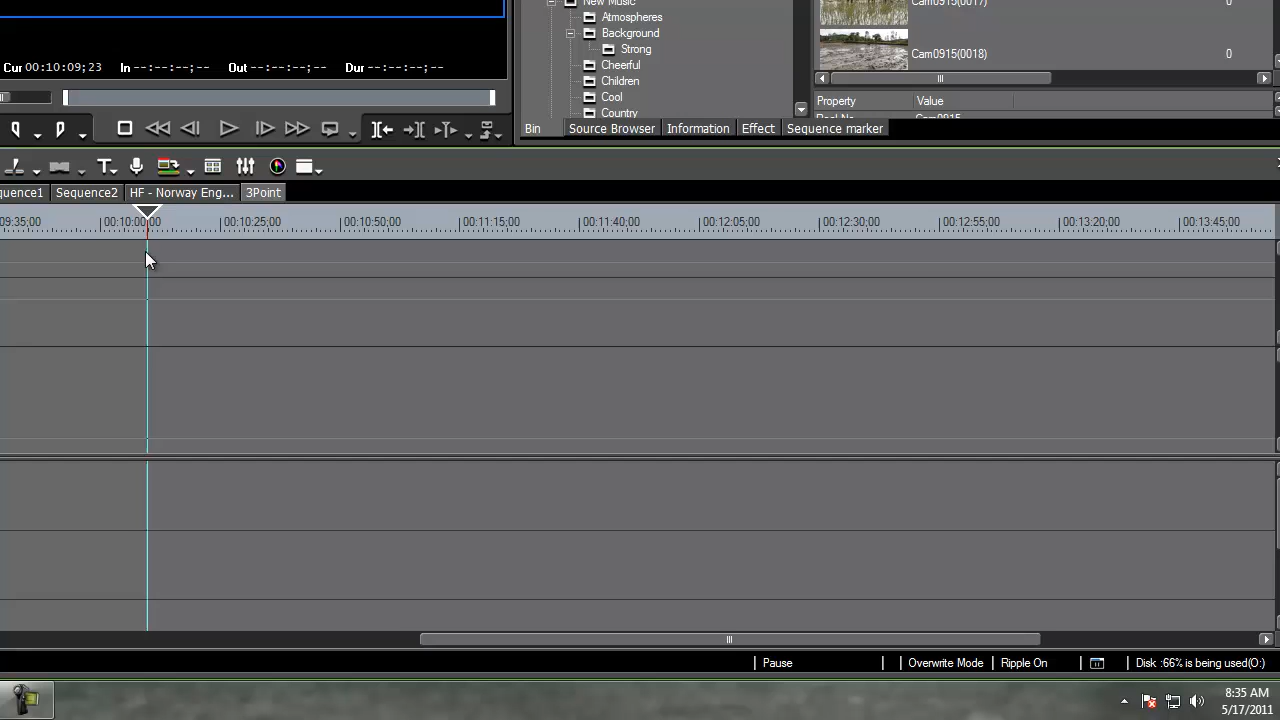 New Music
Atmospheres
Background
Strong
Cheerful
Children
Cool
Country
Cam0915(0017) 0
Cam0915(0018) 0
Property Value
Cur 00:10:09;23 In --:--:--;-- Out --:--:--;-- Dur --:--:--;--
Bin Source Browser Information Effect Sequence marker
T
quence1 Sequence2 HF - Norway Eng... 3Point
09:35;00 00:10:00;00 00:10:25;00 00:10:50;00 00:11:15;00 00:11:40;00 00:12:05;00 00:12:30;00 00:12:55;00 00:13:20;00 00:13:45;00
Pause Overwrite Mode Ripple On Disk :66% is being used(O:)
8:35 AM
5/17/2011